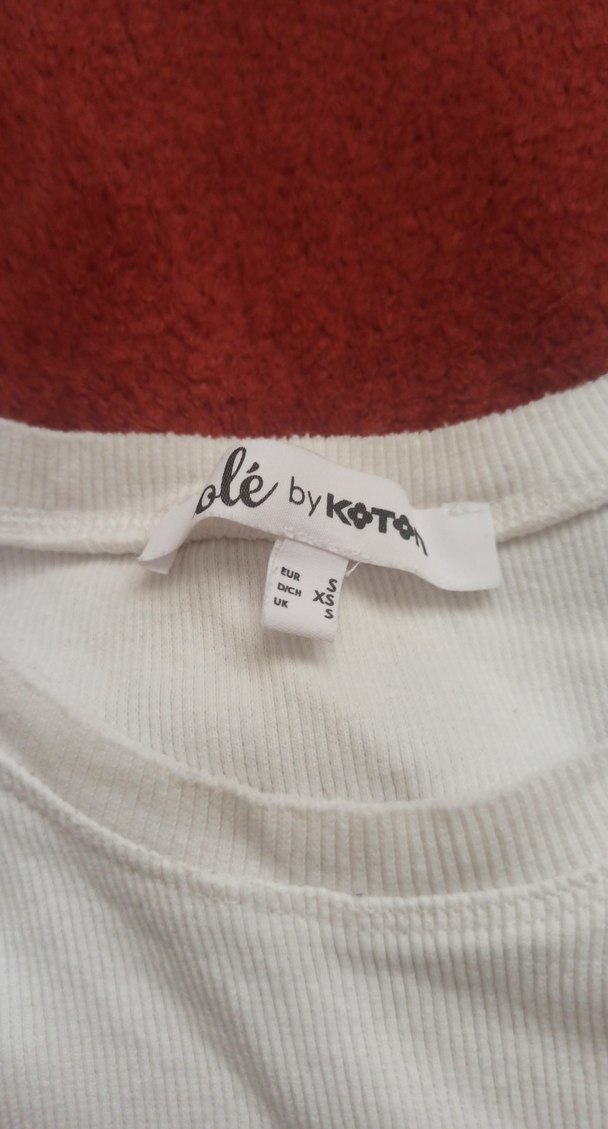 olé by KOTON
EUR S
D/CH XS
UK S